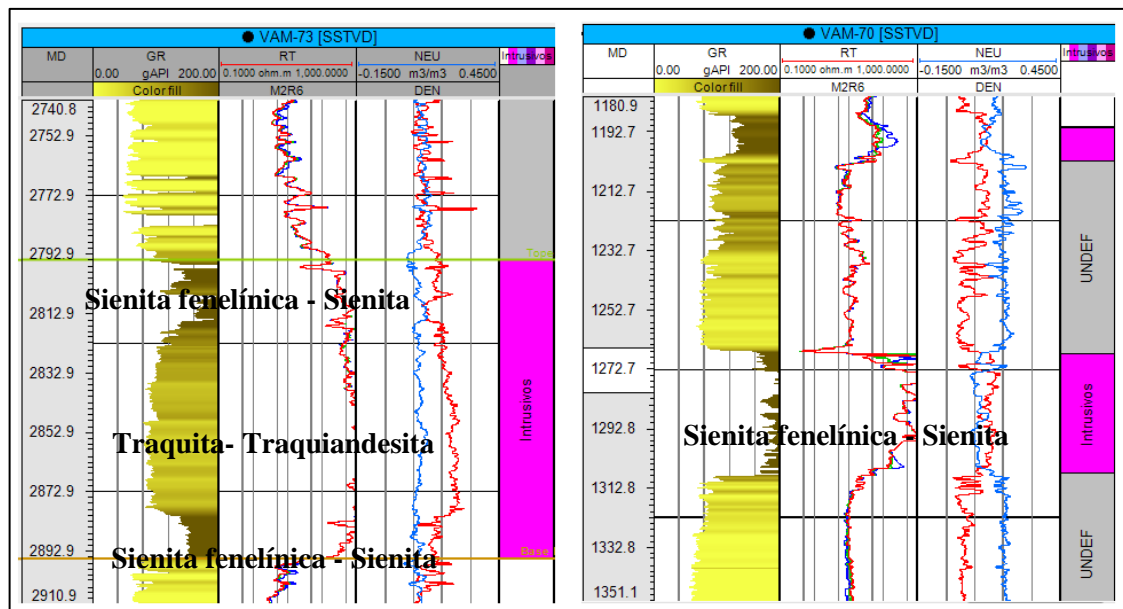 VAM-73 [SSTVD]
MD GR RT NEU Intrusivos
0.00 gAPI 200.00 0.1000 ohm.m 1,000.0000 -0.1500 m3/m3 0.4500
Color fill M2R6 DEN
2740.8
2752.9
2772.9
2792.9
Tope
Sienita fenelínica - Sienita
2812.9
2832.9
Intrusivos
2852.9
Traquita- Traquiandesita
2872.9
2892.9
Base
Sienita fenelínica - Sienita
2910.9
VAM-70 [SSTVD]
MD GR RT NEU Intrusivos
0.00 gAPI 200.00 0.1000 ohm.m 1,000.0000 -0.1500 m3/m3 0.4500
Color fill M2R6 DEN
1180.9
1192.7
1212.7
1232.7
UNDEF
1252.7
1272.7
Intrusivos
1292.8
Sienita fenelínica - Sienita
1312.8
1332.8
UNDEF
1351.1